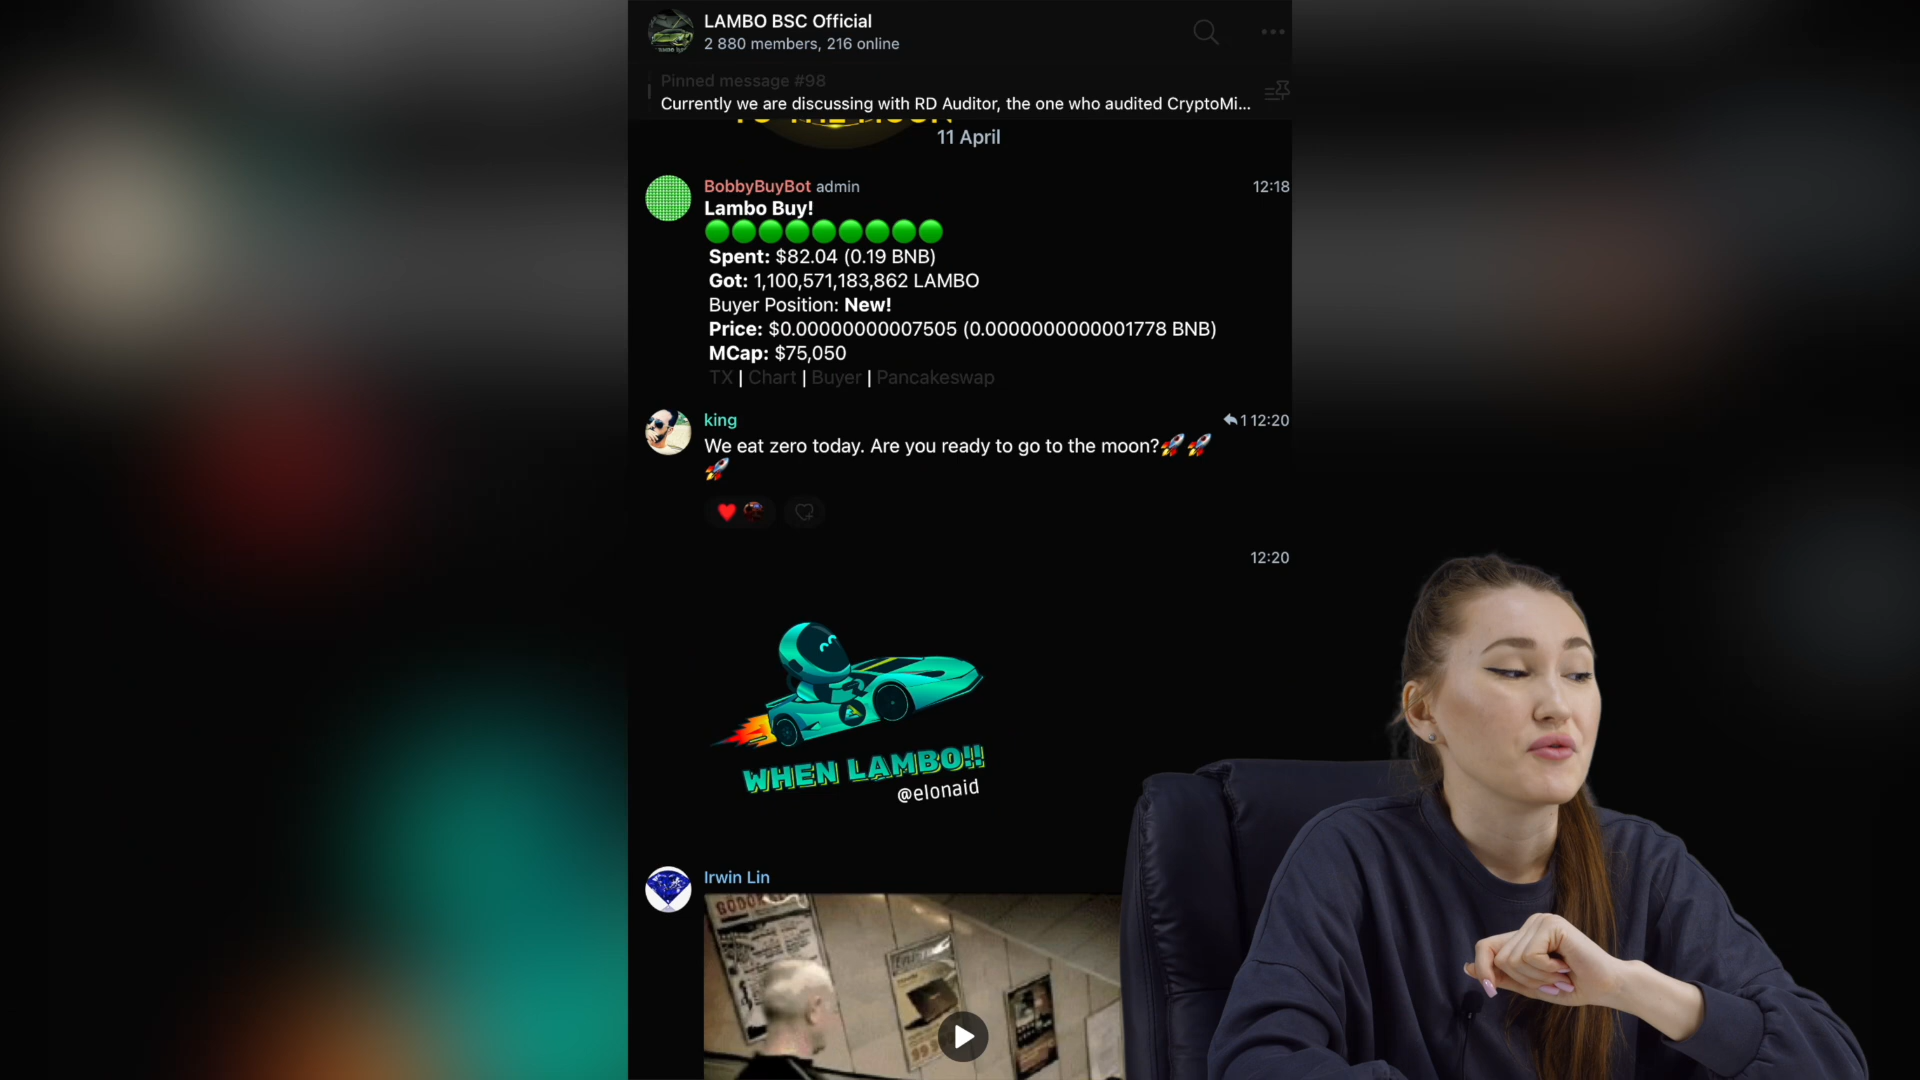 LAMBO BSC Official
2 880 members, 216 online
Pinned message #98
Currently we are discussing with RD Auditor, the one who audited CryptoMi...
TO THE MOON
11 April
BobbyBuyBot admin 12:18
Lambo Buy!
Spent: $82.04 (0.19 BNB)
Got: 1,100,571,183,862 LAMBO
Buyer Position: New!
Price: $0.00000000007505 (0.0000000000001778 BNB)
MCap: $75,050
TX | Chart | Buyer | Pancakeswap
king 1 12:20
We eat zero today. Are you ready to go to the moon?🚀🚀
🚀
12:20
WHEN LAMBO!!
@elonaid
Irwin Lin